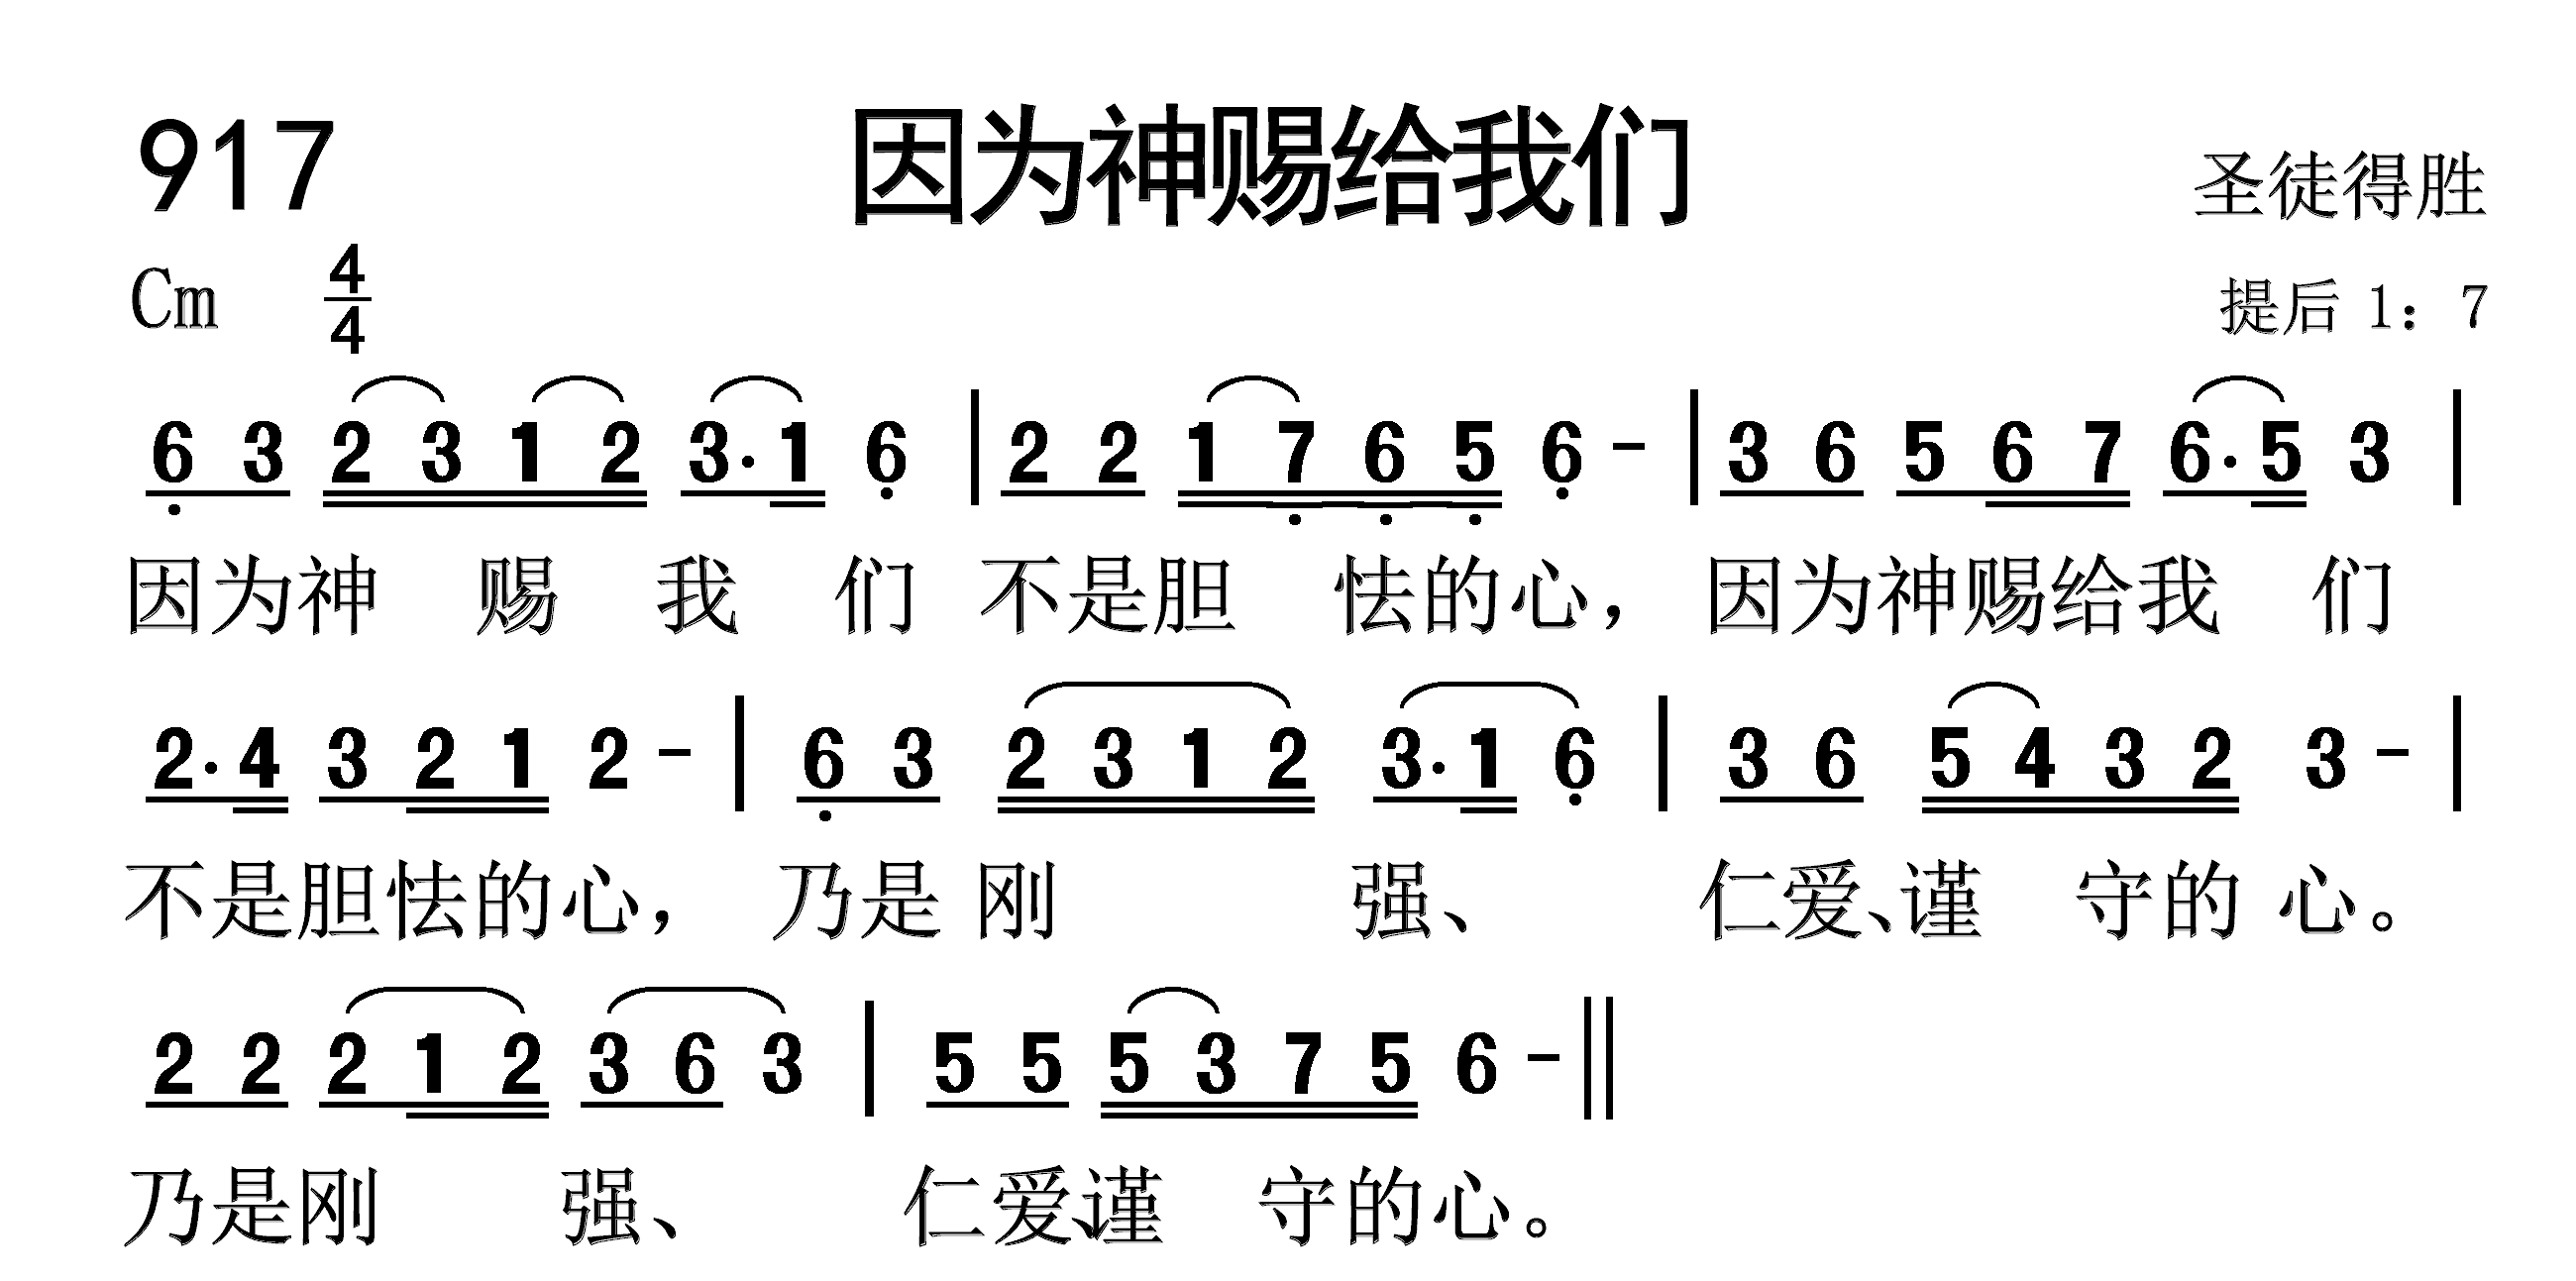 917 因为神赐给我们 圣徒得胜
Cm 4/4 提后 1：7
6 3 2 3 1 2 3·1 6 | 2 2 1 7 6 5 6 - | 3 6 5 6 7 6·5 3 |
因为神 赐 我 们 不是胆 怯的心， 因为神赐给我 们
2·4 3 2 1 2 - | 6 3 2 3 1 2 3·1 6 | 3 6 5 4 3 2 3 - |
不是胆怯的心， 乃是 刚 强、 仁爱、谨 守的 心。
2 2 2 1 2 3 6 3 | 5 5 5 3 7 5 6 - ||
乃是刚 强、 仁爱、谨 守的心。